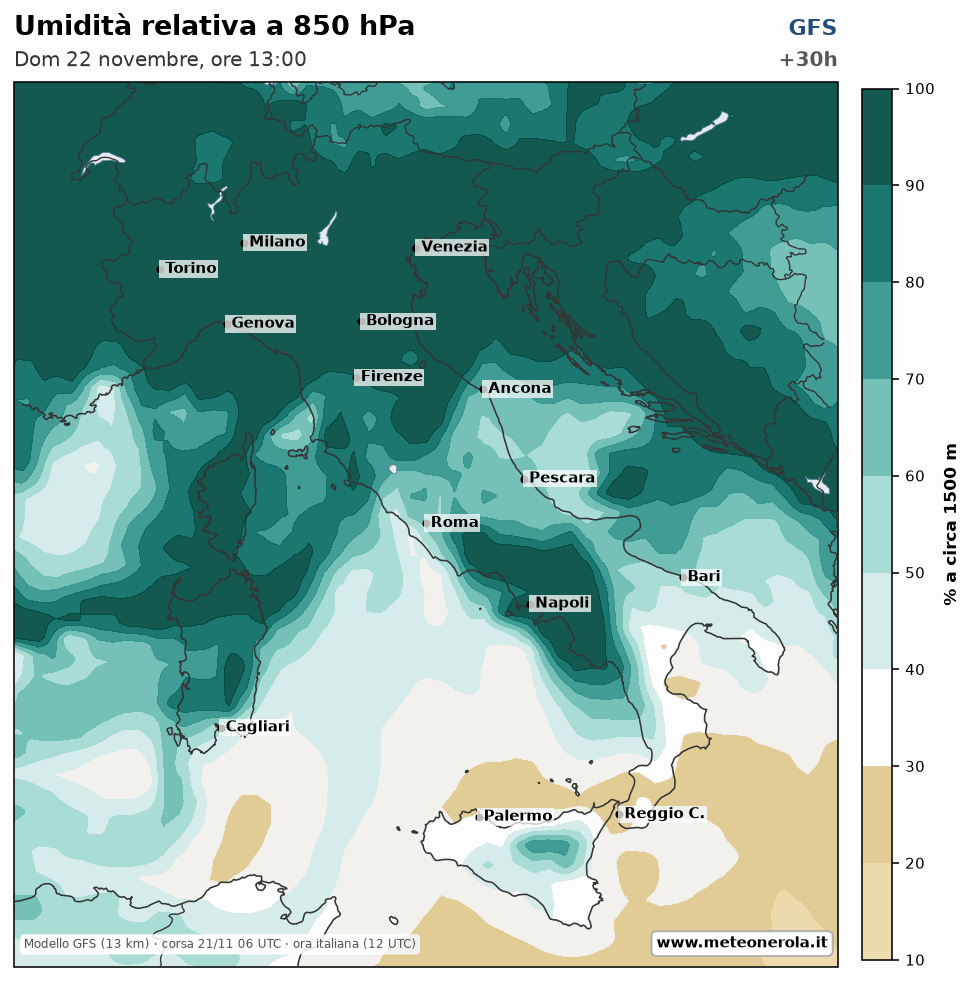 Umidità relativa a 850 hPa
GFS
Dom 22 novembre, ore 13:00
+30h
100
90
80
70
60
50
40
30
20
10
% a circa 1500 m
Milano
Venezia
Torino
Genova
Bologna
Firenze
Ancona
Pescara
Roma
Bari
Napoli
Cagliari
Palermo
Reggio C.
Modello GFS (13 km) · corsa 21/11 06 UTC · ora italiana (12 UTC)
www.meteonerola.it